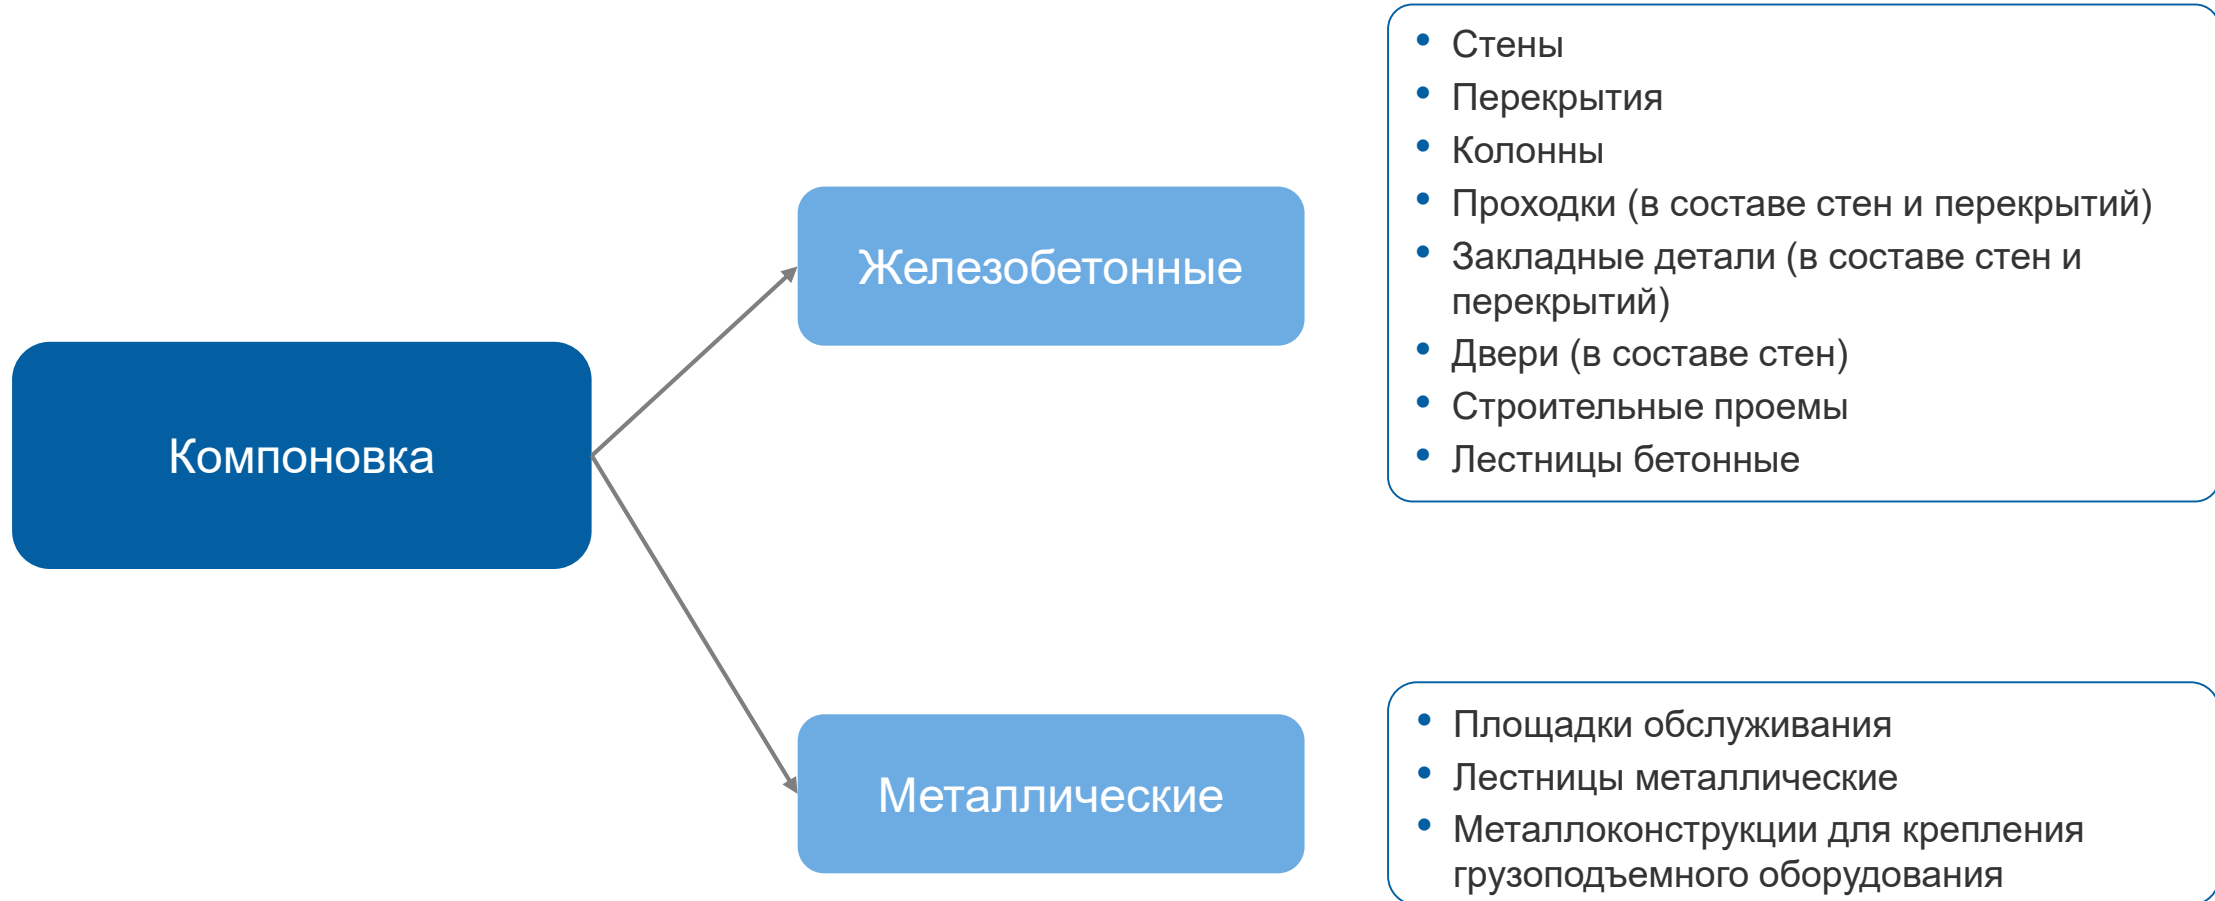 Компоновка
Железобетонные
• Стены
• Перекрытия
• Колонны
• Проходки (в составе стен и перекрытий)
• Закладные детали (в составе стен и
перекрытий)
• Двери (в составе стен)
• Строительные проемы
• Лестницы бетонные
Металлические
• Площадки обслуживания
• Лестницы металлические
• Металлоконструкции для крепления
грузоподъемного оборудования